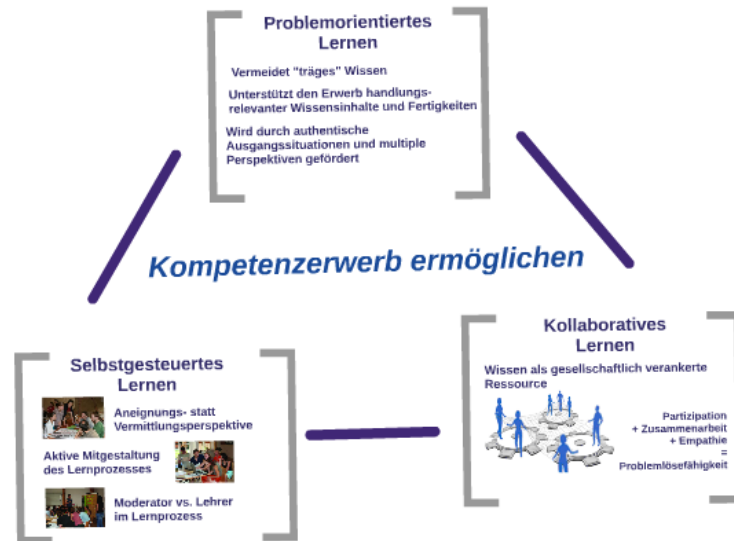 Problemorientiertes
Lernen
Vermeidet "träges" Wissen
Unterstützt den Erwerb handlungs-
relevanter Wissensinhalte und Fertigkeiten
Wird durch authentische
Ausgangssituationen und multiple
Perspektiven gefördert
Kompetenzerwerb ermöglichen
Selbstgesteuertes
Lernen
Aneignungs- statt
Vermittlungsperspektive
Aktive Mitgestaltung
des Lernprozesses
Moderator vs. Lehrer
im Lernprozess
Kollaboratives
Lernen
Wissen als gesellschaftlich verankerte
Ressource
Partizipation
+ Zusammenarbeit
+ Empathie
=
Problemlösefähigkeit